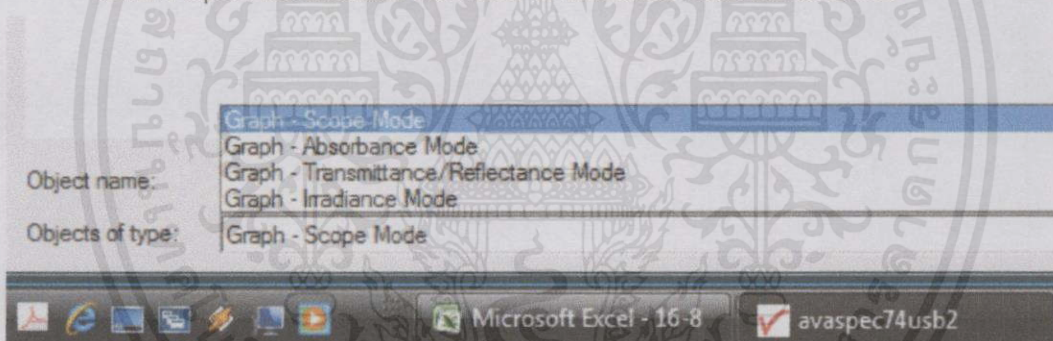 Graph - Scope Mode
Graph - Absorbance Mode
Graph - Transmittance/Reflectance Mode
Graph - Irradiance Mode
Object name:
Objects of type:
Graph - Scope Mode
Microsoft Excel - 16-8
avaspec74usb2